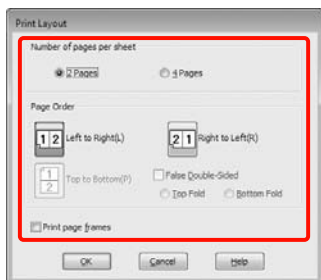 Print Layout
Number of pages per sheet
2 Pages
4 Pages
Page Order
1 2 Left to Right(L)
2 1 Right to Left(R)
1
2
Top to Bottom(P)
False Double-Sided
Top Fold
Bottom Fold
Print page frames
OK
Cancel
Help